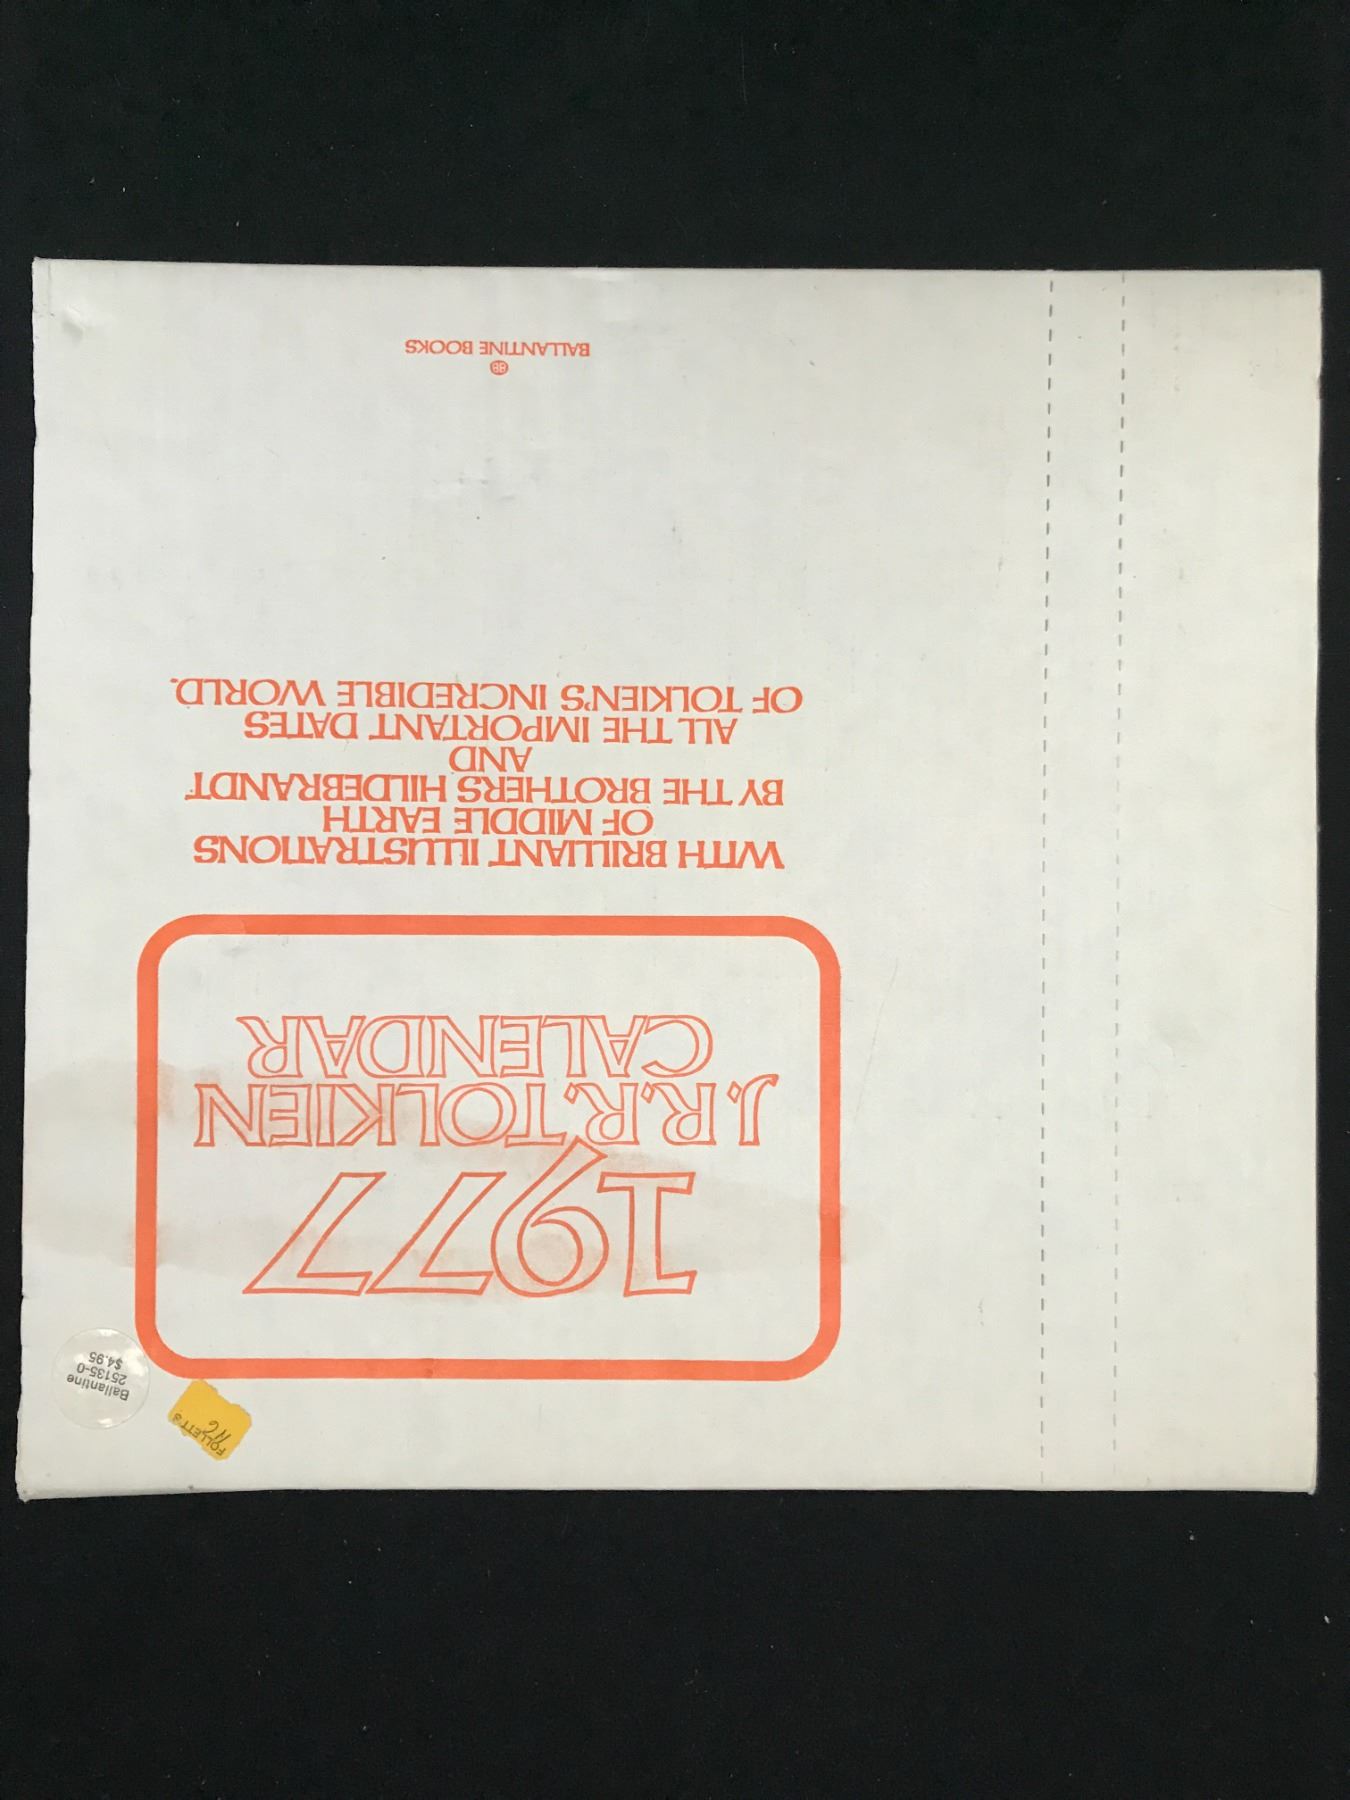 Ballantine
25135-0
$4.95
FOLLETT'S
1977
J.R.R. TOLKIEN
CALENDAR
WITH BRILLIANT ILLUSTRATIONS
OF MIDDLE EARTH
BY THE BROTHERS HILDEBRANDT
AND
ALL THE IMPORTANT DATES
OF TOLKIEN'S INCREDIBLE WORLD.
BB
BALLANTINE BOOKS